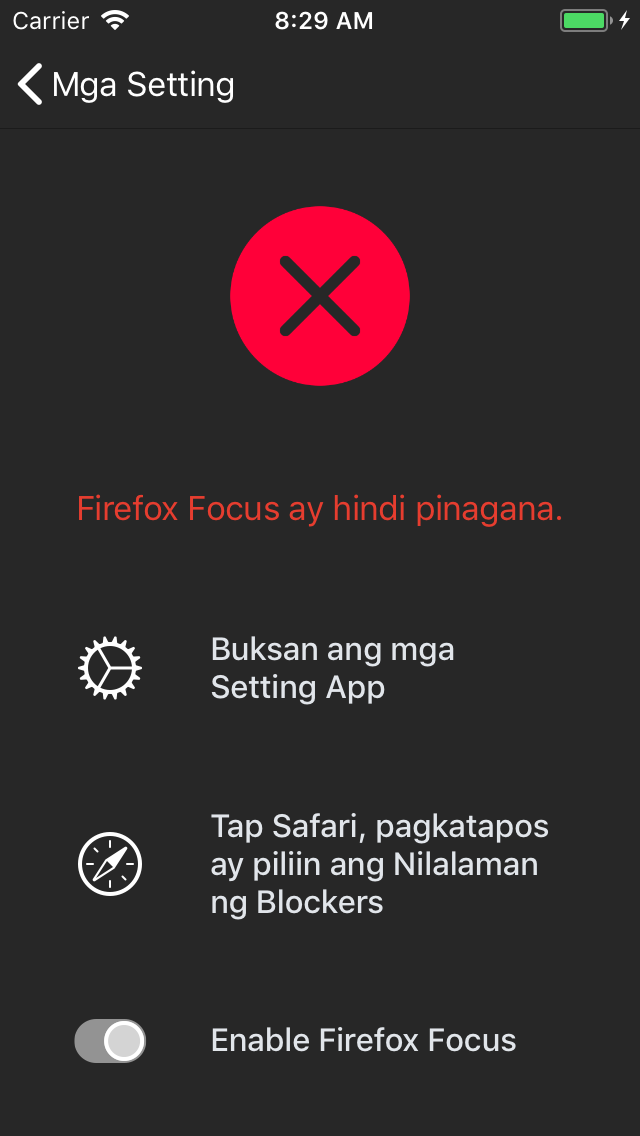 Carrier 8:29 AM
Mga Setting
Firefox Focus ay hindi pinagana.
Buksan ang mga
Setting App
Tap Safari, pagkatapos
ay piliin ang Nilalaman
ng Blockers
Enable Firefox Focus